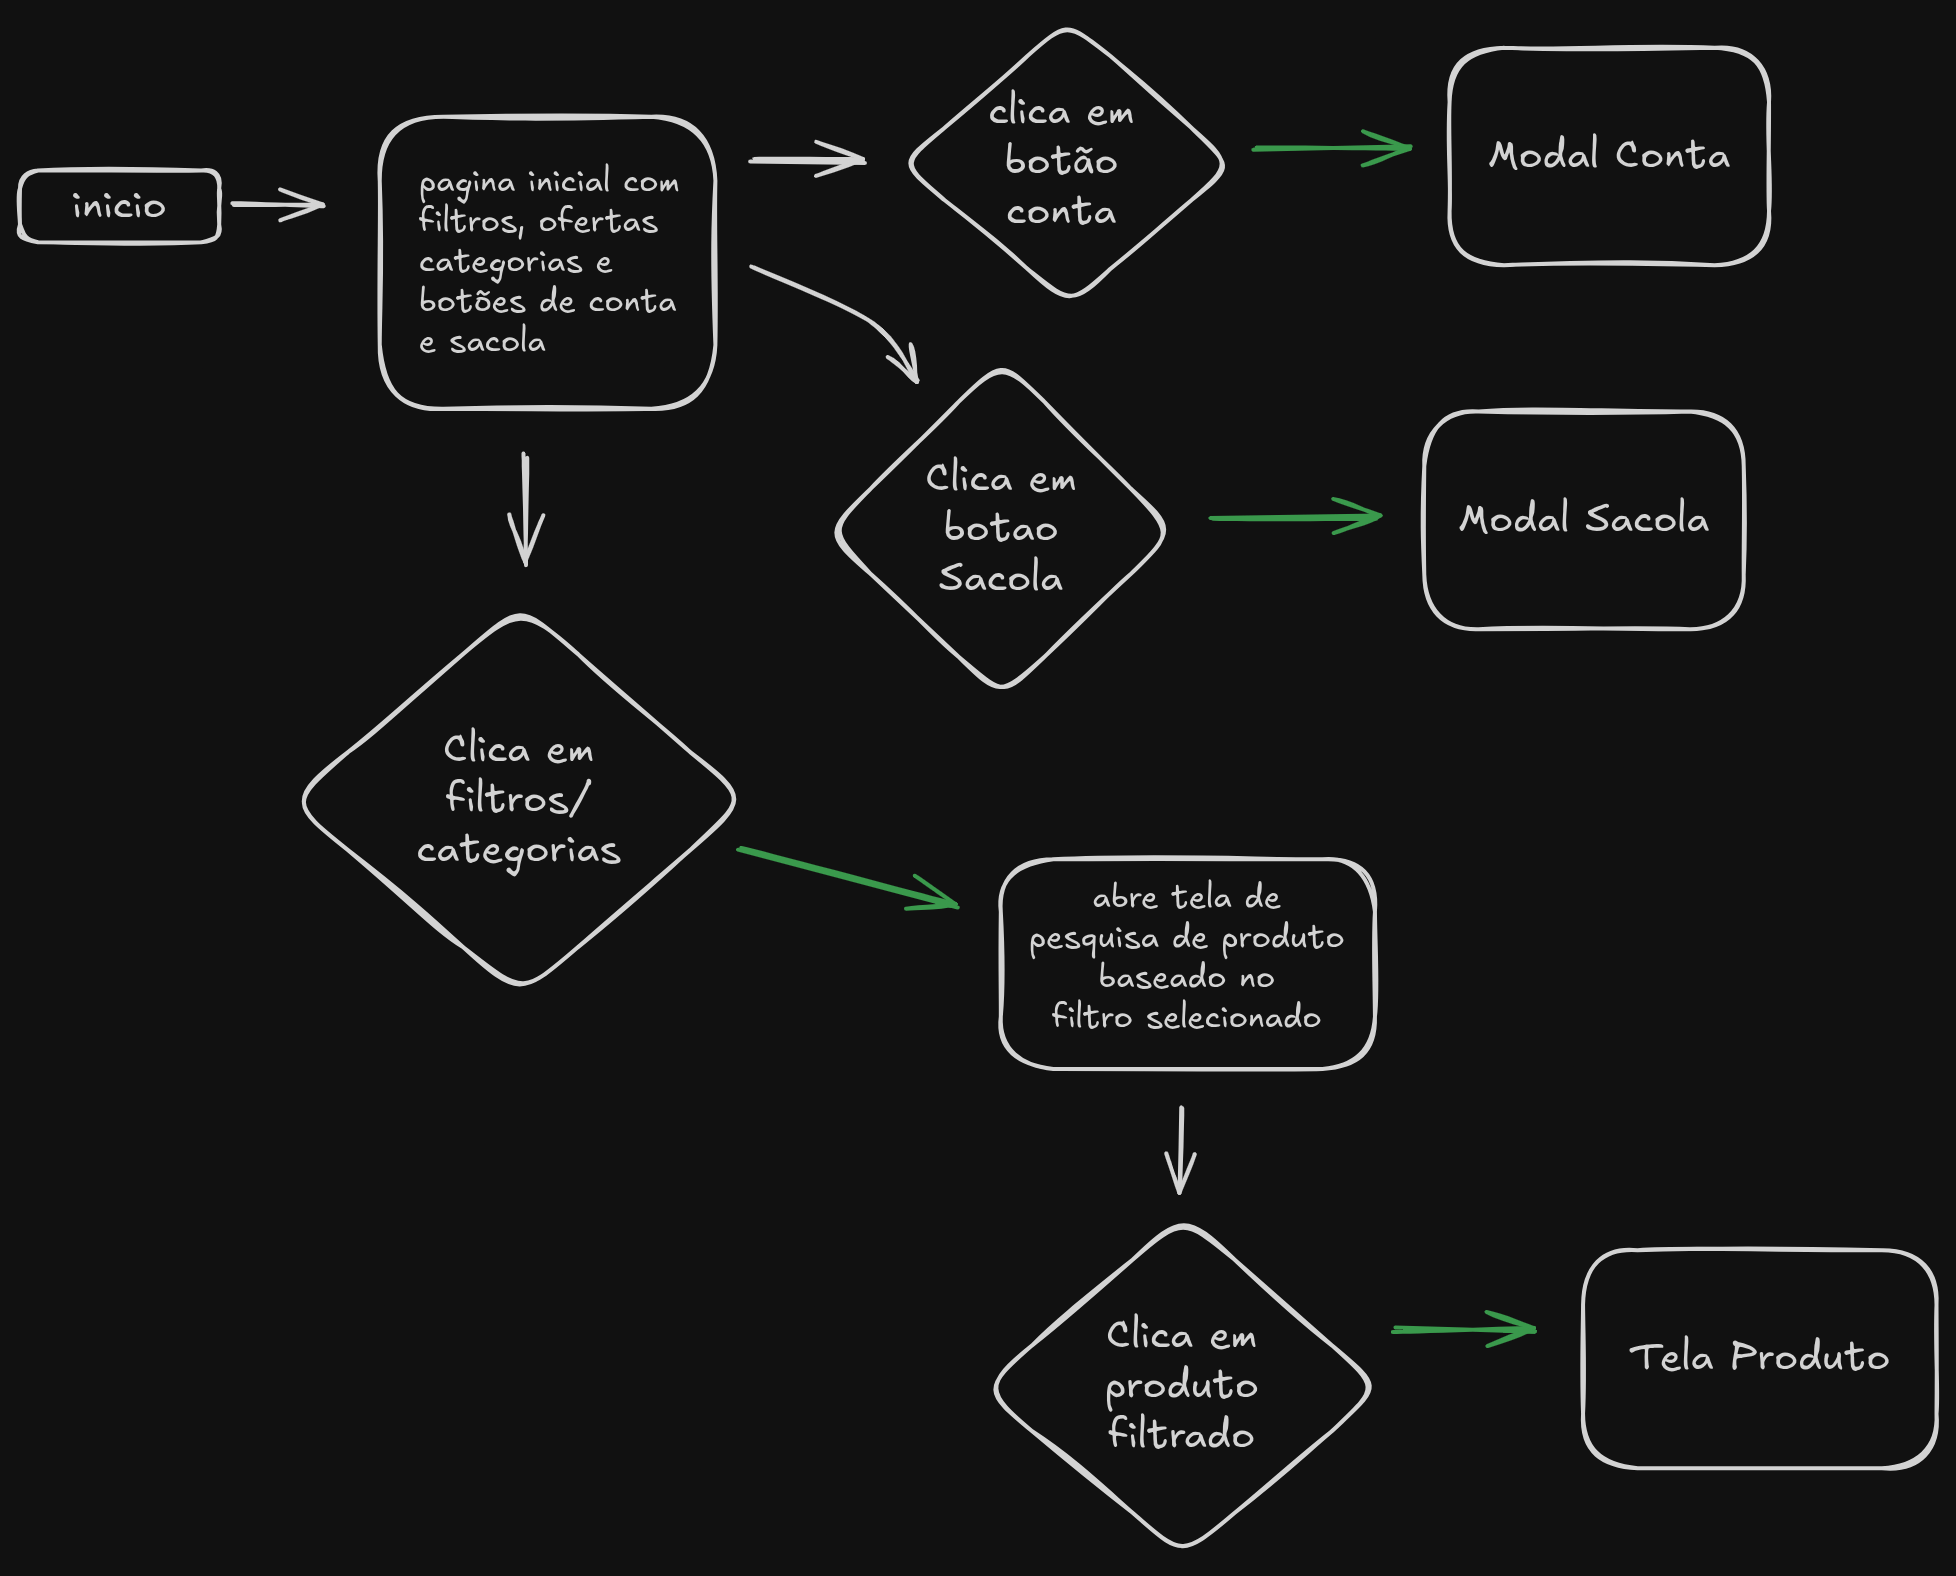 inicio
pagina inicial com
filtros, ofertas
categorias e
botões de conta
e sacola
clica em
botão
conta
Modal Conta
Clica em
botao
Sacola
Modal Sacola
Clica em
filtros/
categorias
abre tela de
pesquisa de produto
baseado no
filtro selecionado
Clica em
produto
filtrado
Tela Produto